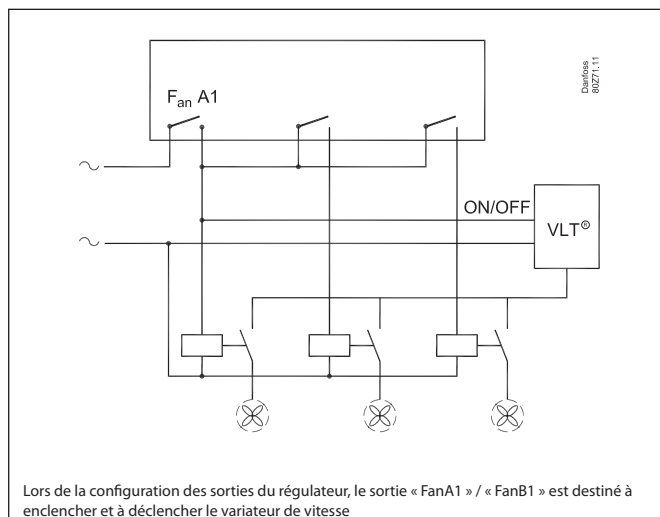 Danfoss
80Z71.11
Fan A1
ON/OFF
VLT®
Lors de la configuration des sorties du régulateur, le sortie « FanA1 » / « FanB1 » est destiné à
enclencher et à déclencher le variateur de vitesse